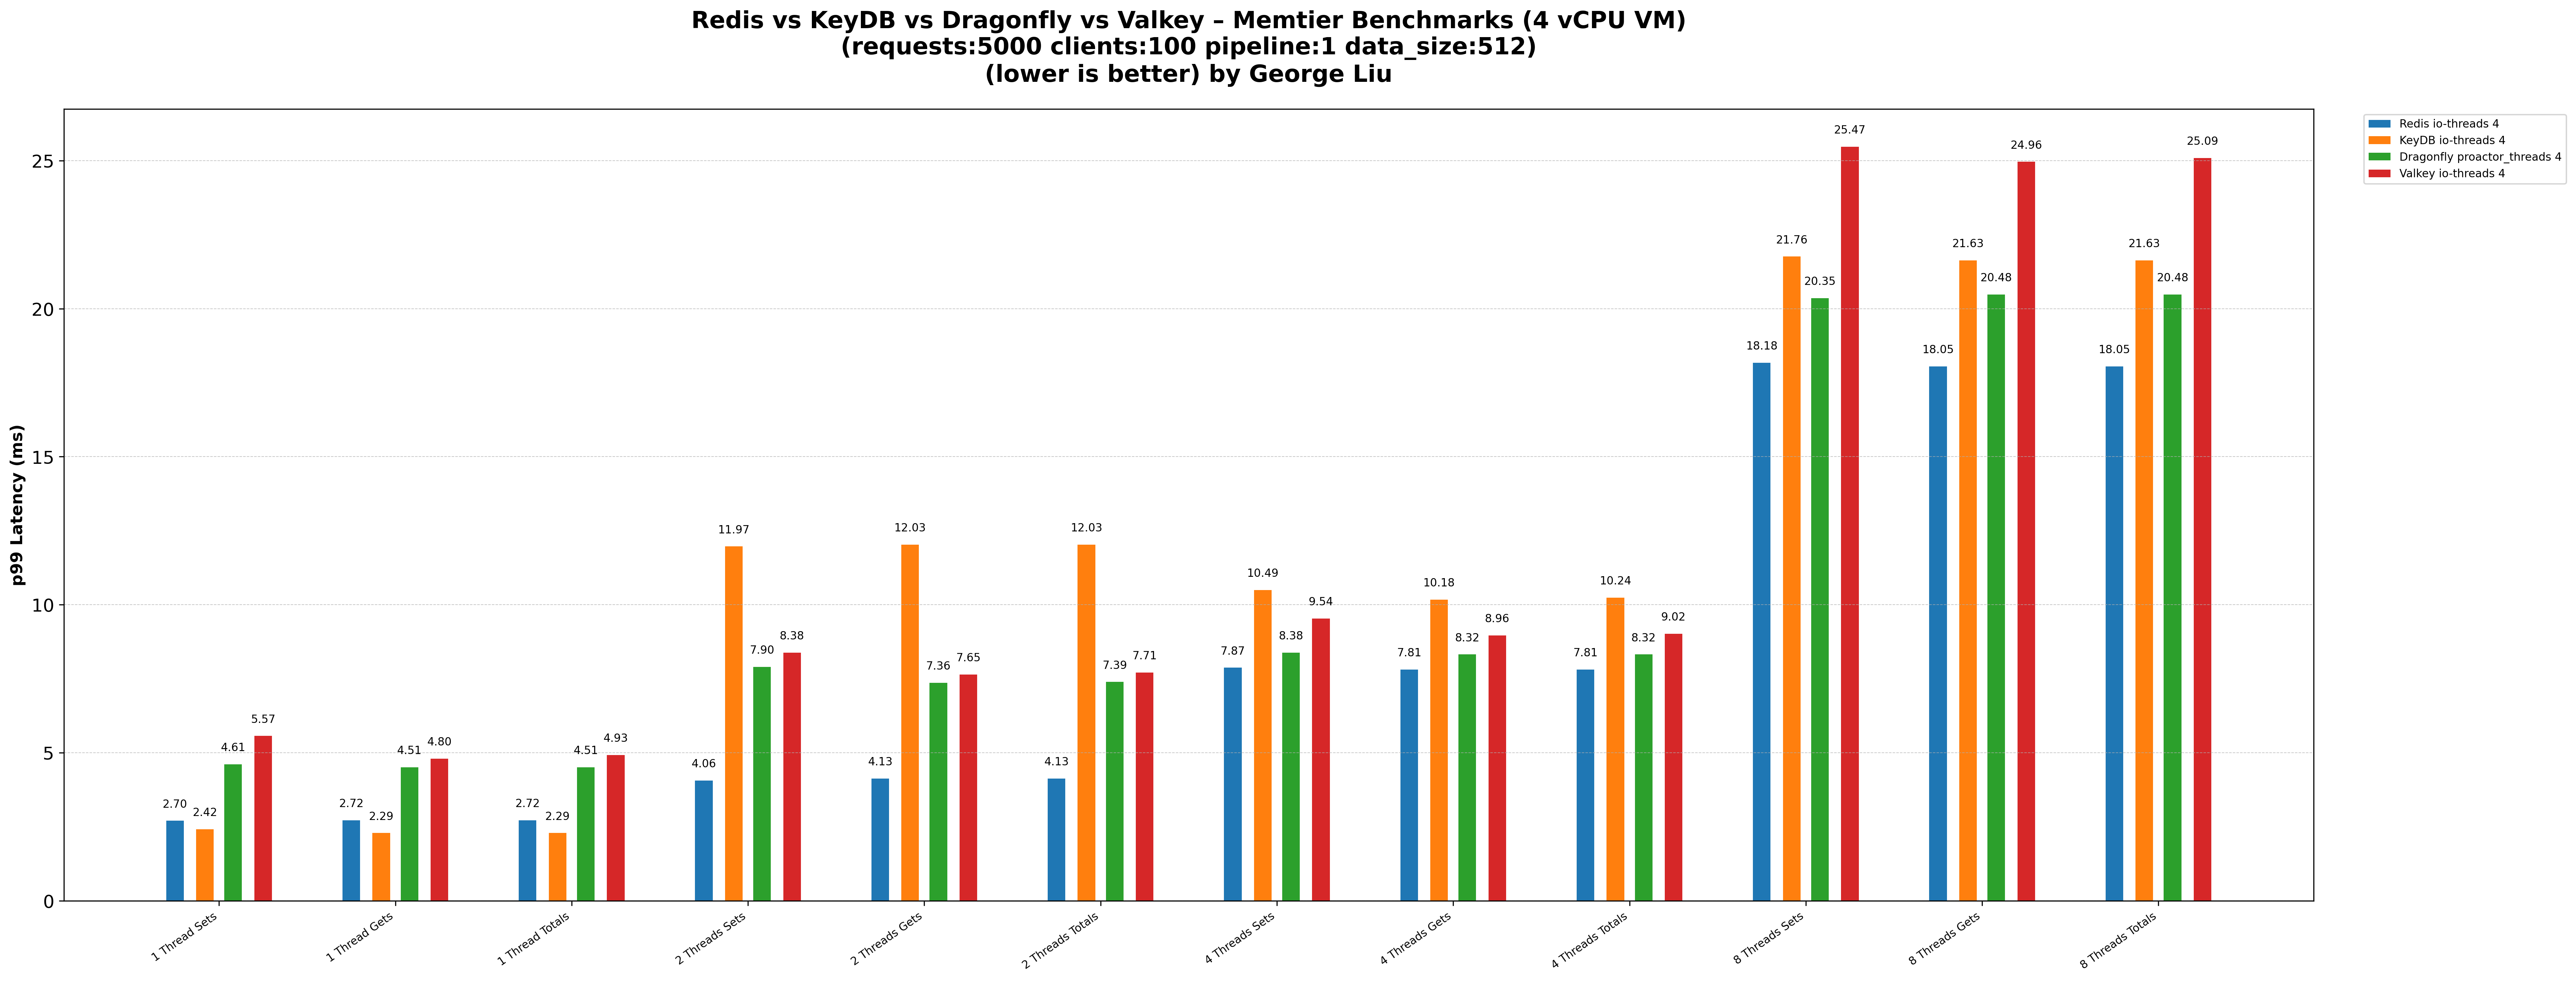 Redis vs KeyDB vs Dragonfly vs Valkey – Memtier Benchmarks (4 vCPU VM)
(requests:5000 clients:100 pipeline:1 data_size:512)
(lower is better) by George Liu
Redis io-threads 4
KeyDB io-threads 4
Dragonfly proactor_threads 4
Valkey io-threads 4
p99 Latency (ms)
25
20
15
10
5
0
2.70
2.42
4.61
5.57
2.72
2.29
4.51
4.80
2.72
2.29
4.51
4.93
4.06
11.97
7.90
8.38
4.13
12.03
7.36
7.65
4.13
12.03
7.39
7.71
7.87
10.49
8.38
9.54
7.81
10.18
8.32
8.96
7.81
10.24
8.32
9.02
18.18
21.76
20.35
25.47
18.05
21.63
20.48
24.96
18.05
21.63
20.48
25.09
1 Thread Sets
1 Thread Gets
1 Thread Totals
2 Threads Sets
2 Threads Gets
2 Threads Totals
4 Threads Sets
4 Threads Gets
4 Threads Totals
8 Threads Sets
8 Threads Gets
8 Threads Totals